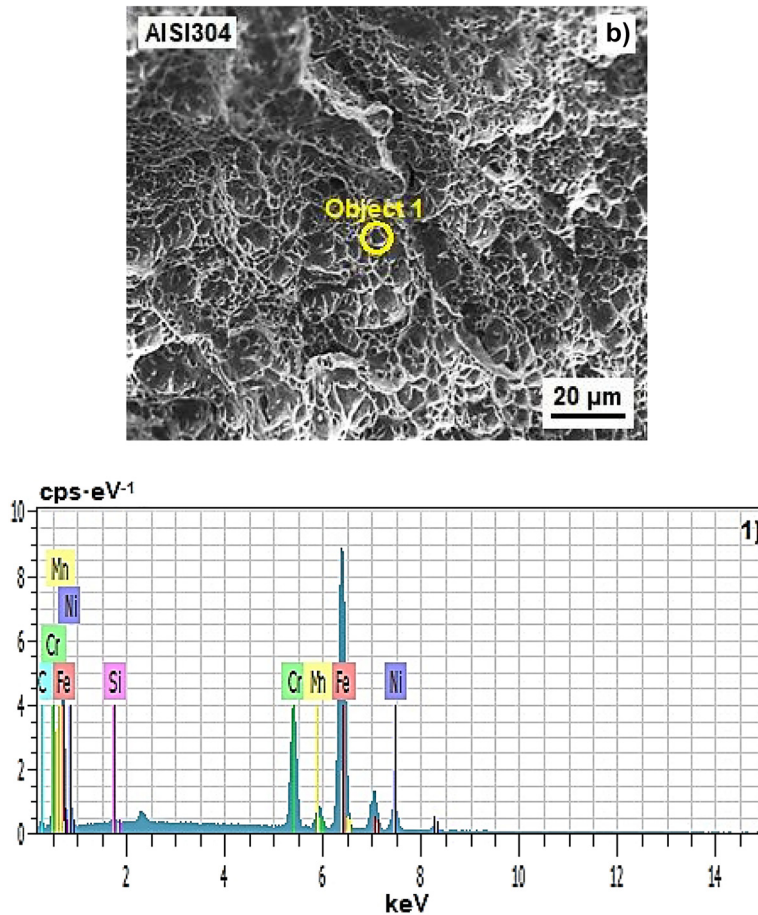 AISI304 b)
Object 1
20 µm
cps·eV⁻¹
1)
10
8
6
4
2
0
Mn
Ni
Cr
C Fe Si Cr Mn Fe Ni
2 4 6 8 10 12 14
keV